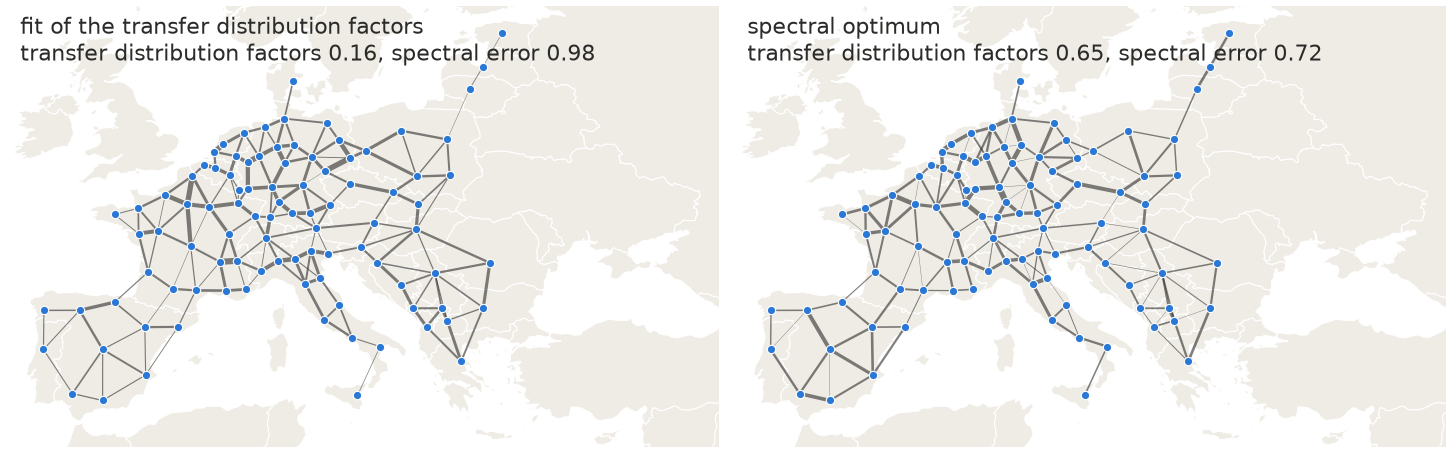 fit of the transfer distribution factors
transfer distribution factors 0.16, spectral error 0.98
spectral optimum
transfer distribution factors 0.65, spectral error 0.72